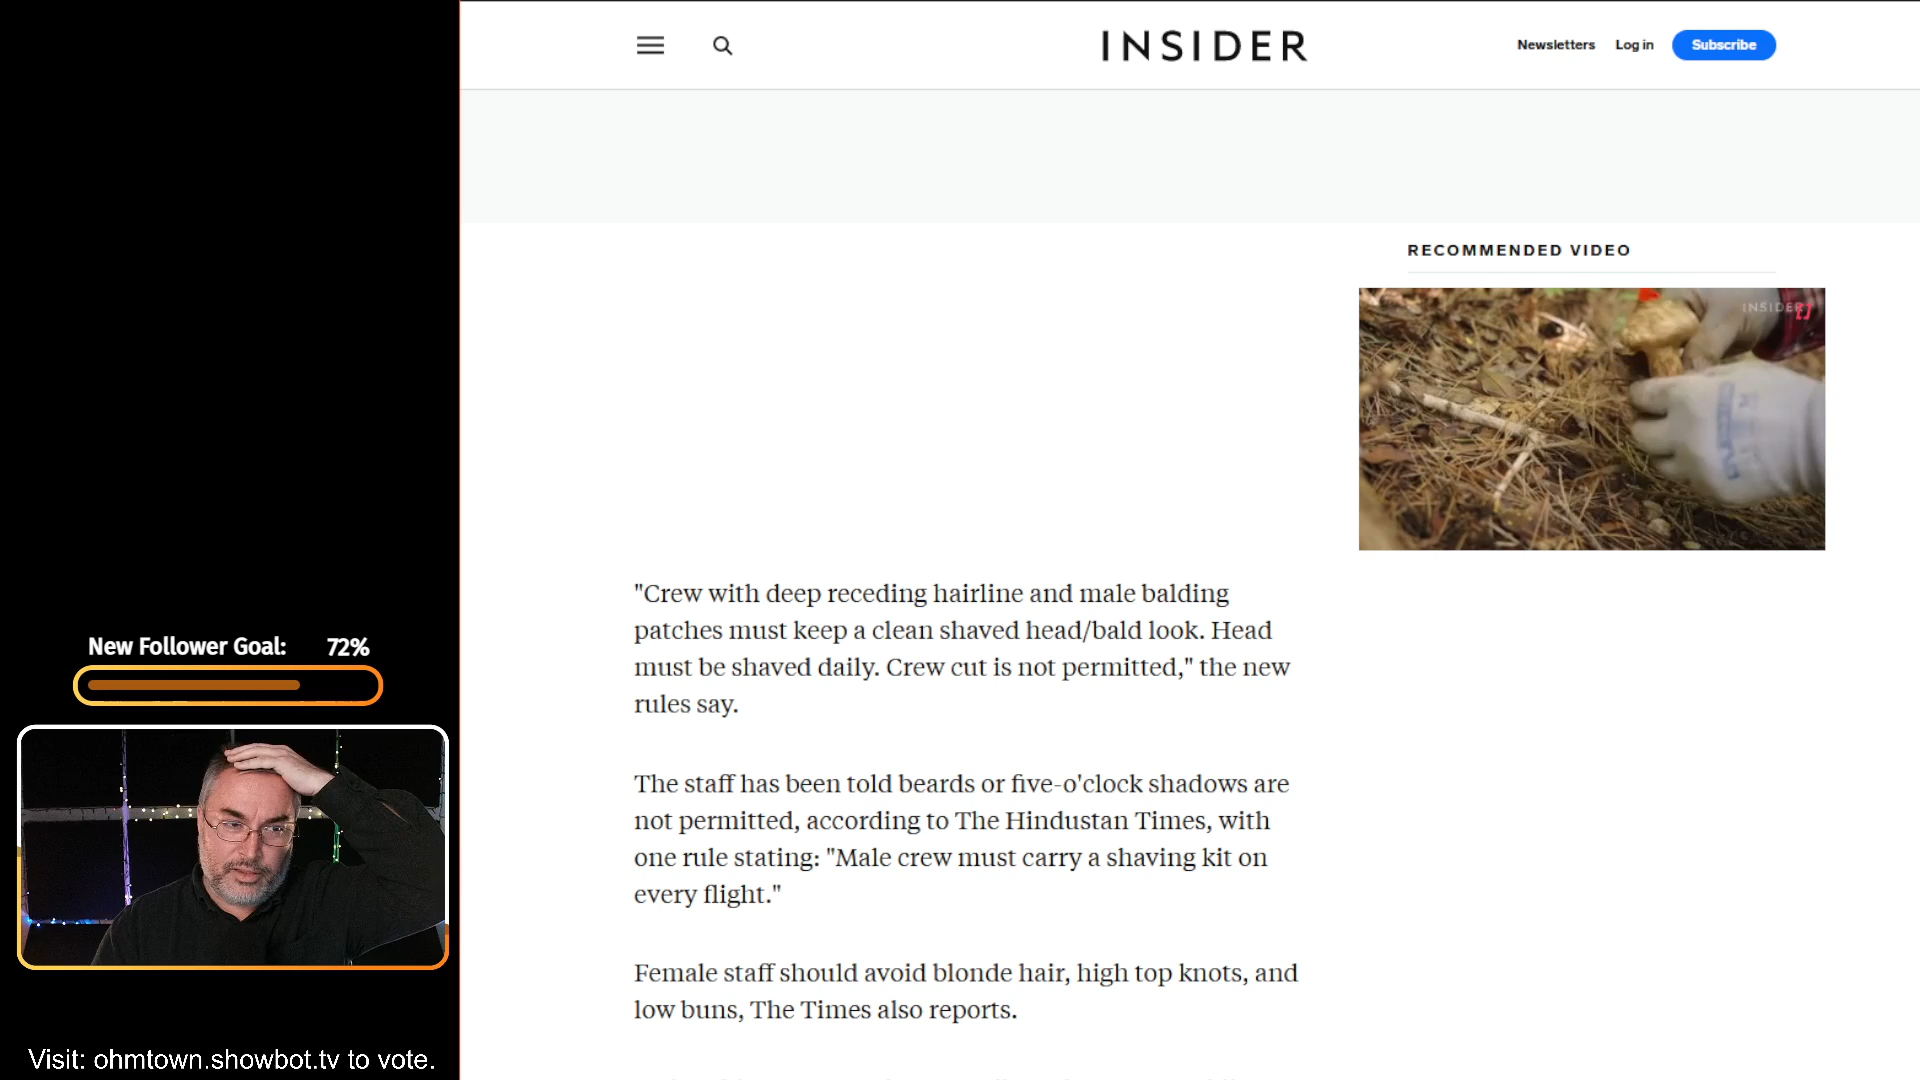 INSIDER
Newsletters
Log in
Subscribe
RECOMMENDED VIDEO
INSIDER
"Crew with deep receding hairline and male balding
patches must keep a clean shaved head/bald look. Head
must be shaved daily. Crew cut is not permitted," the new
rules say.
The staff has been told beards or five-o'clock shadows are
not permitted, according to The Hindustan Times, with
one rule stating: "Male crew must carry a shaving kit on
every flight."
Female staff should avoid blonde hair, high top knots, and
low buns, The Times also reports.
New Follower Goal: 72%
Visit: ohmtown.showbot.tv to vote.